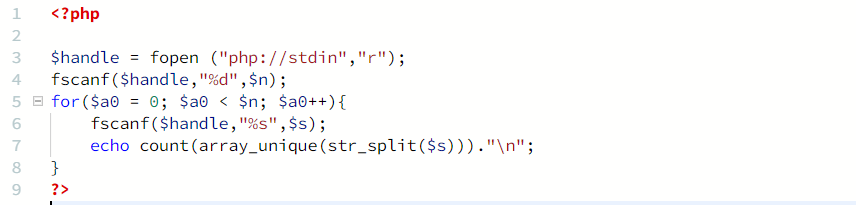 1 <?php
2
3 $handle = fopen ("php://stdin","r");
4 fscanf($handle,"%d",$n);
5 for($a0 = 0; $a0 < $n; $a0++){
6     fscanf($handle,"%s",$s);
7     echo count(array_unique(str_split($s)))."\n";
8 }
9 ?>